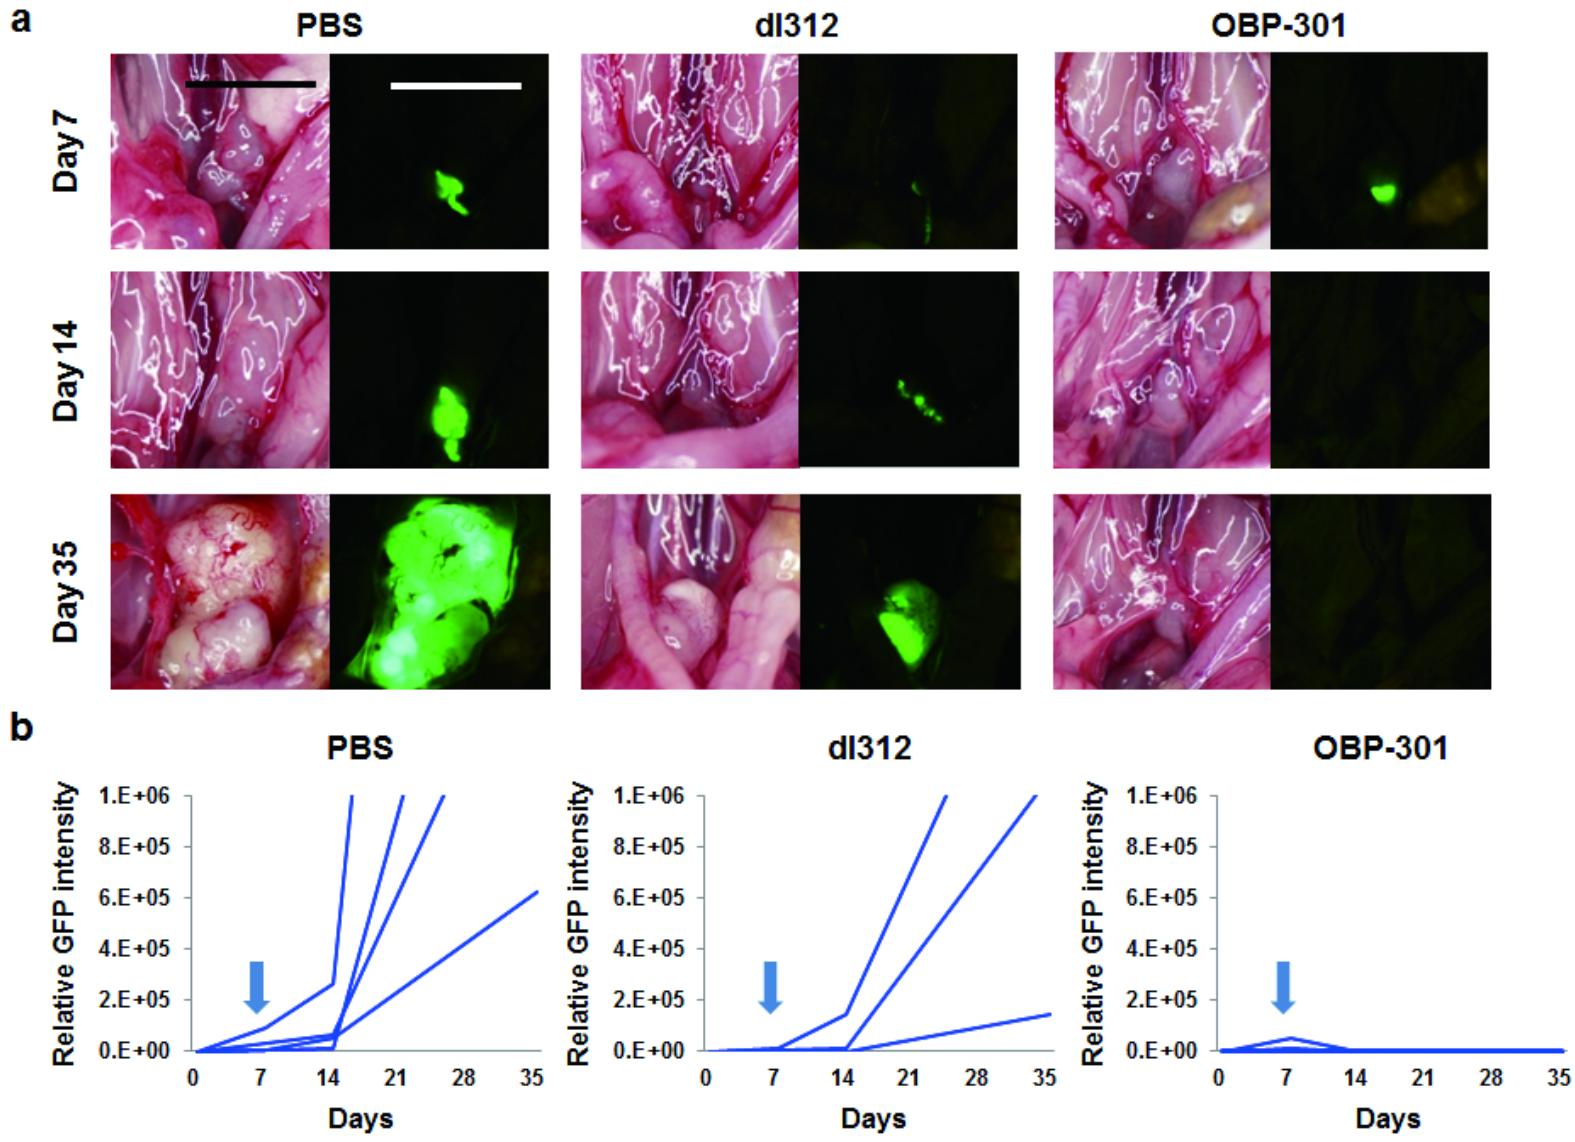 a
PBS
dl312
OBP-301
Day 7
Day 14
Day 35
b
PBS
dl312
OBP-301
Relative GFP intensity
1.E+06
8.E+05
6.E+05
4.E+05
2.E+05
0.E+00
0 7 14 21 28 35
Days
Relative GFP intensity
1.E+06
8.E+05
6.E+05
4.E+05
2.E+05
0.E+00
0 7 14 21 28 35
Days
Relative GFP intensity
1.E+06
8.E+05
6.E+05
4.E+05
2.E+05
0.E+00
0 7 14 21 28 35
Days